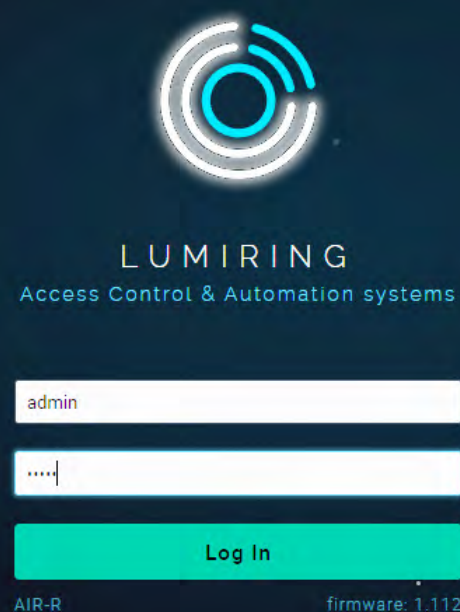 LUMIRING
Access Control & Automation systems
admin
•••••
Log In
AIR-R
firmware: 1.112